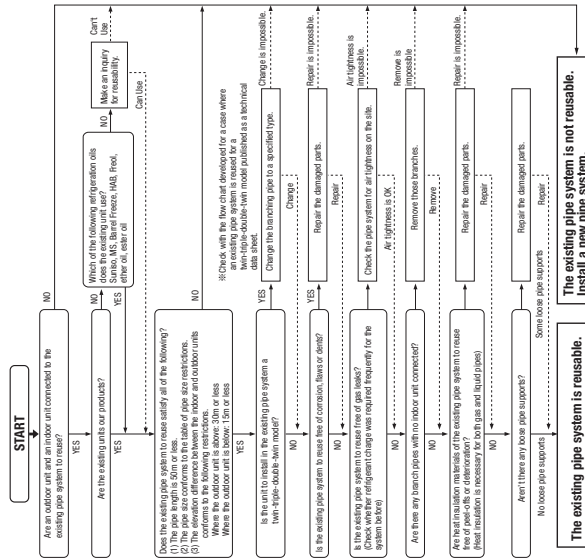 START
Are an outdoor unit and an indoor unit connected to the
existing pipe system to reuse?
NO
YES
Are the existing units our products?
NO
YES
Which of the following refrigeration oils
does the existing unit use?
Suniso, MS, Barrel Freeze, HAB, Freol,
ether oil, ester oil
YES
NO
Make an inquiry
for reusability.
Can't
Use
Can Use
Does the existing pipe system to reuse satisfy all of the following?
(1) The pipe length is 50m or less.
(2) The pipe size conforms to the table of pipe size restrictions.
(3) The elevation difference between the indoor and outdoor units
conforms to the following restrictions.
Where the outdoor unit is above: 30m or less
Where the outdoor unit is below: 15m or less
NO
YES
※Check with the flow chart developed for a case where
an existing pipe system is reused for a
twin-triple-double-twin model published as a technical
data sheet.
Is the unit to install in the existing pipe system a
twin-triple-double-twin model?
YES
Change the branching pipe to a specified type.
Change is impossible.
NO
Change
Is the existing pipe system to reuse free of corrosion, flaws or dents?
YES
Repair the damaged parts.
Repair is impossible.
NO
Repair
Is the existing pipe system to reuse free of gas leaks?
(Check whether refrigerant charge was required frequently for the
system before)
Check the pipe system for air tightness on the site.
Air tightness is
impossible.
NO
Air tightness is OK
Are there any branch pipes with no indoor unit connected?
Remove those branches.
Remove is
impossible
NO
Remove
Are heat insulation materials of the existing pipe system to reuse
free of peel-offs or deterioration?
(Heat insulation is necessary for both gas and liquid pipes)
Repair the damaged parts.
Repair is impossible.
NO
Repair
Aren't there any loose pipe supports?
Repair the damaged parts.
No loose pipe supports
Some loose pipe supports
Repair
The existing pipe system is reusable.
The existing pipe system is not reusable.
Install a new pipe system.